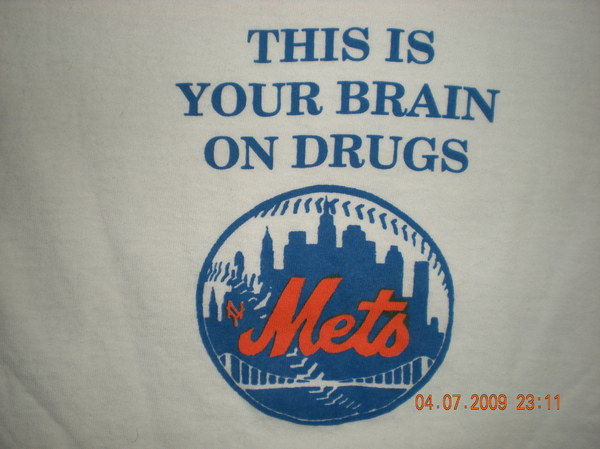 THIS IS
YOUR BRAIN
ON DRUGS
NY
Mets
04.07.2009 23:11